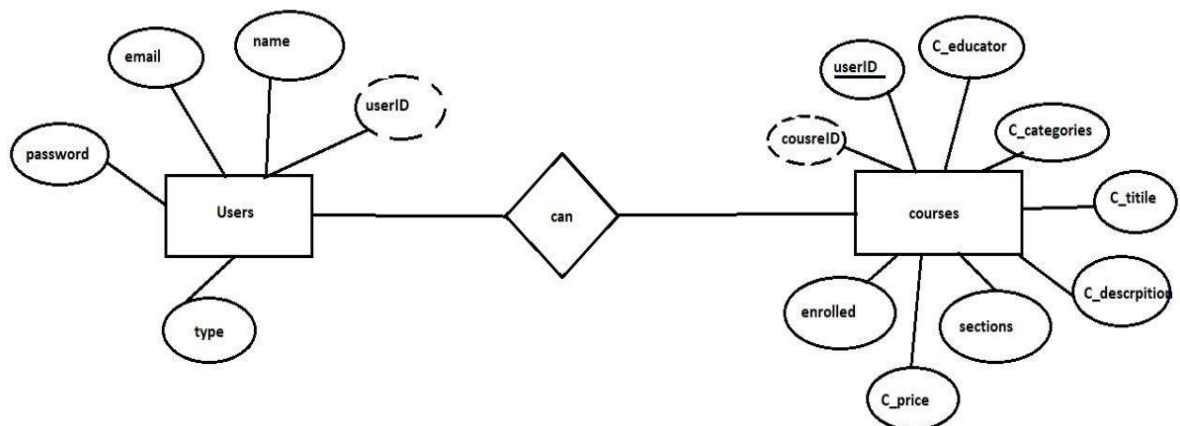 name
email
userID
password
Users
type
can
C_educator
userID
cousreID
C_categories
C_titile
courses
C_descrpition
enrolled
sections
C_price